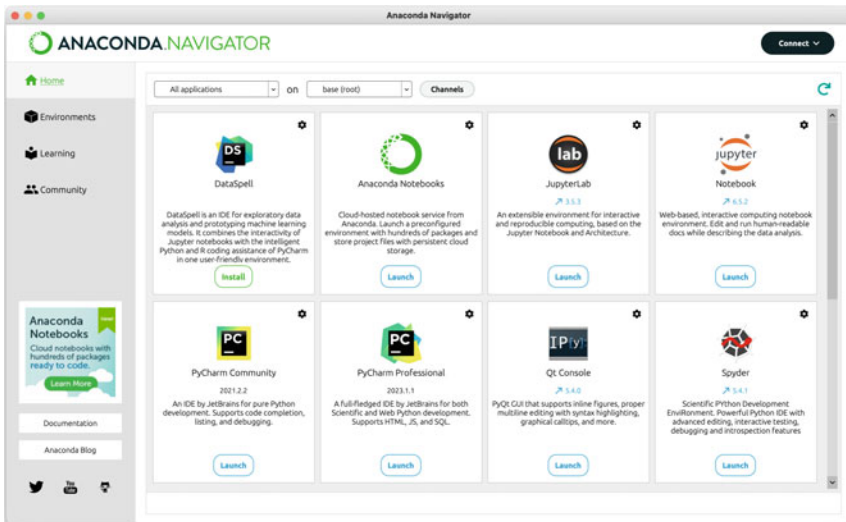 Anaconda Navigator
ANACONDA.NAVIGATOR
Connect
Home
Environments
Learning
Community
Anaconda
Notebooks
Cloud notebooks with
hundreds of packages
ready to code.
Learn More
Documentation
Anaconda Blog
You
Tube
All applications
on
base (root)
Channels
DS
DataSpell
DataSpell is an IDE for exploratory data
analysis and prototyping machine learning
models. It combines the interactivity of
Jupyter notebooks with the intelligent
Python and R coding assistance of PyCharm
in one user-friendly environment.
Install
Anaconda Notebooks
Cloud-hosted notebook service from
Anaconda. Launch a preconfigured
environment with hundreds of packages and
store project files with persistent cloud
storage.
Launch
lab
JupyterLab
3.5.3
An extensible environment for interactive
and reproducible computing, based on the
Jupyter Notebook and Architecture.
Launch
jupyter
Notebook
6.5.2
Web-based, interactive computing notebook
environment. Edit and run human-readable
docs while describing the data analysis.
Launch
PC
PyCharm Community
2021.2.2
An IDE by JetBrains for pure Python
development. Supports code completion,
listing, and debugging.
Launch
PC
PyCharm Professional
2023.1.1
A full-fledged IDE by JetBrains for both
Scientific and Web Python development.
Supports HTML, JS, and SQL.
Launch
IP[y]:
Qt Console
5.4.0
PyQt GUI that supports inline figures, proper
multiline editing with syntax highlighting,
graphical calltips, and more.
Launch
Spyder
5.4.1
Scientific PYthon Development
EnviRonment. Powerful Python IDE with
advanced editing, interactive testing,
debugging and introspection features
Launch